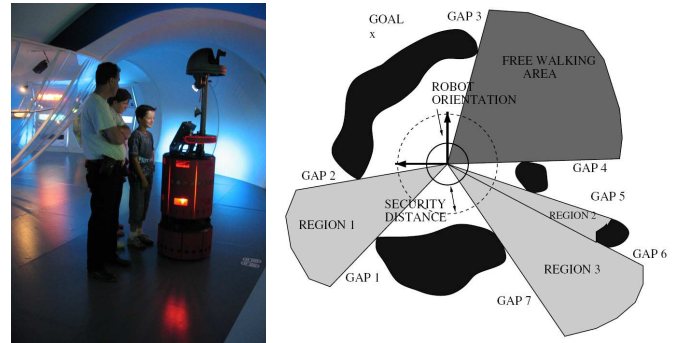 GOAL
x
GAP 3
FREE WALKING
AREA
ROBOT
ORIENTATION
GAP 2
GAP 4
GAP 5
REGION 1
SECURITY
DISTANCE
REGION 2
GAP 6
GAP 1
REGION 3
GAP 7